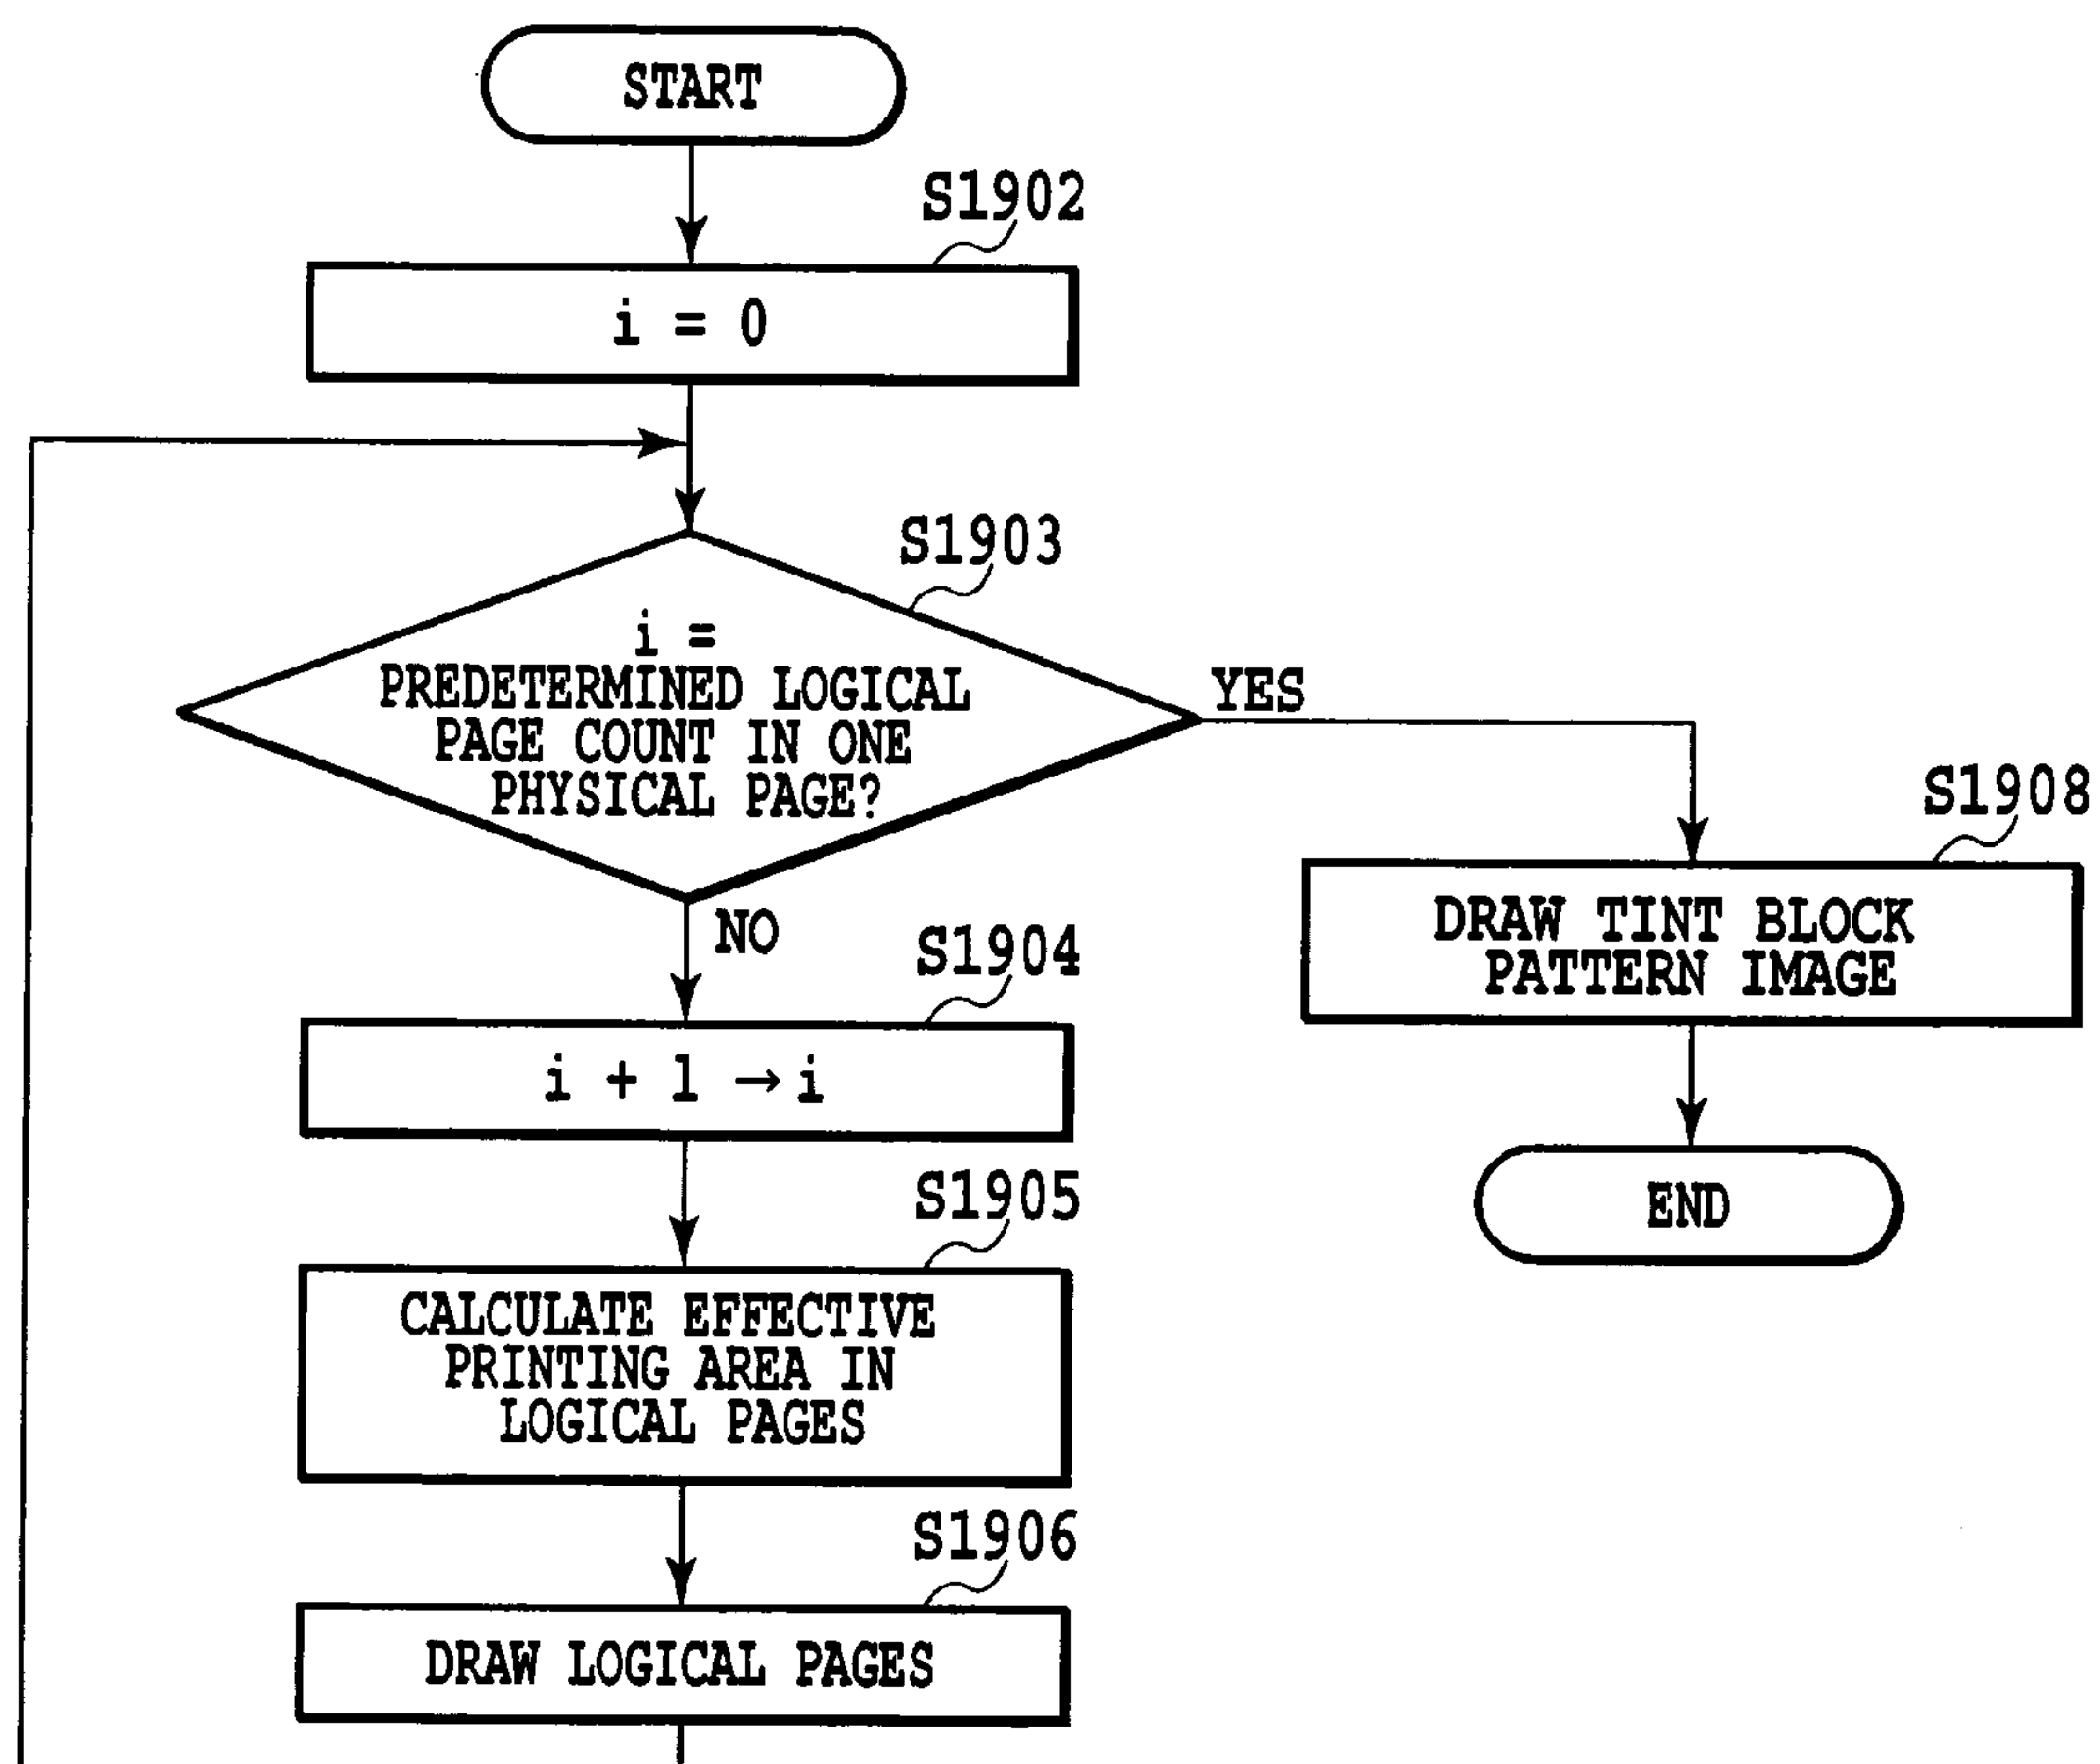 START
S1902
i = 0
S1903
i =
PREDETERMINED LOGICAL
PAGE COUNT IN ONE
PHYSICAL PAGE?
YES
NO
S1908
DRAW TINT BLOCK
PATTERN IMAGE
END
S1904
i + 1 → i
S1905
CALCULATE EFFECTIVE
PRINTING AREA IN
LOGICAL PAGES
S1906
DRAW LOGICAL PAGES